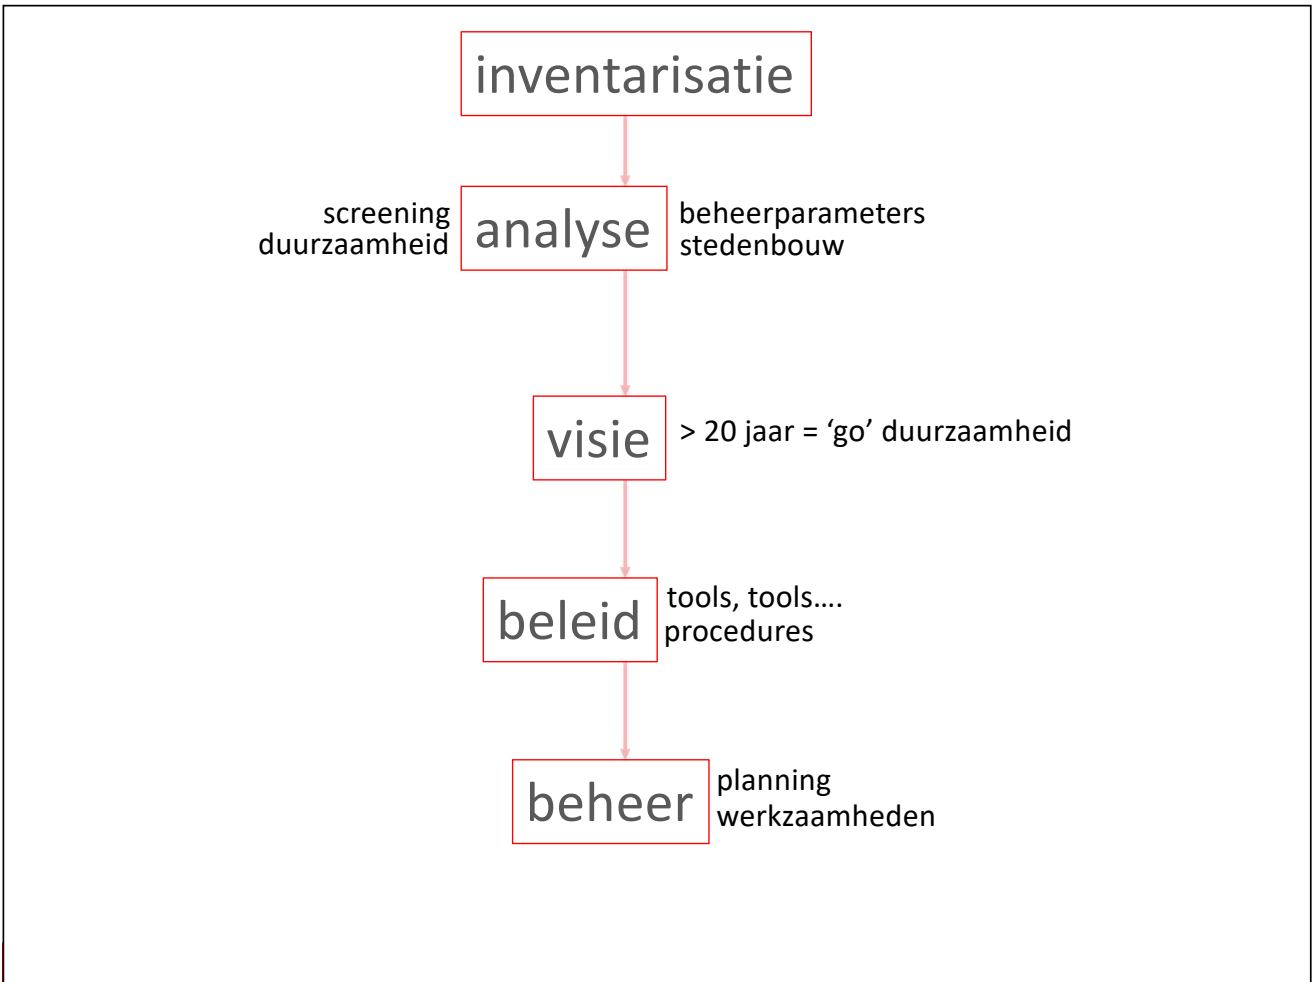 inventarisatie
screening
duurzaamheid
analyse
beheerparameters
stedenbouw
visie
> 20 jaar = ‘go’ duurzaamheid
beleid
tools, tools....
procedures
beheer
planning
werkzaamheden